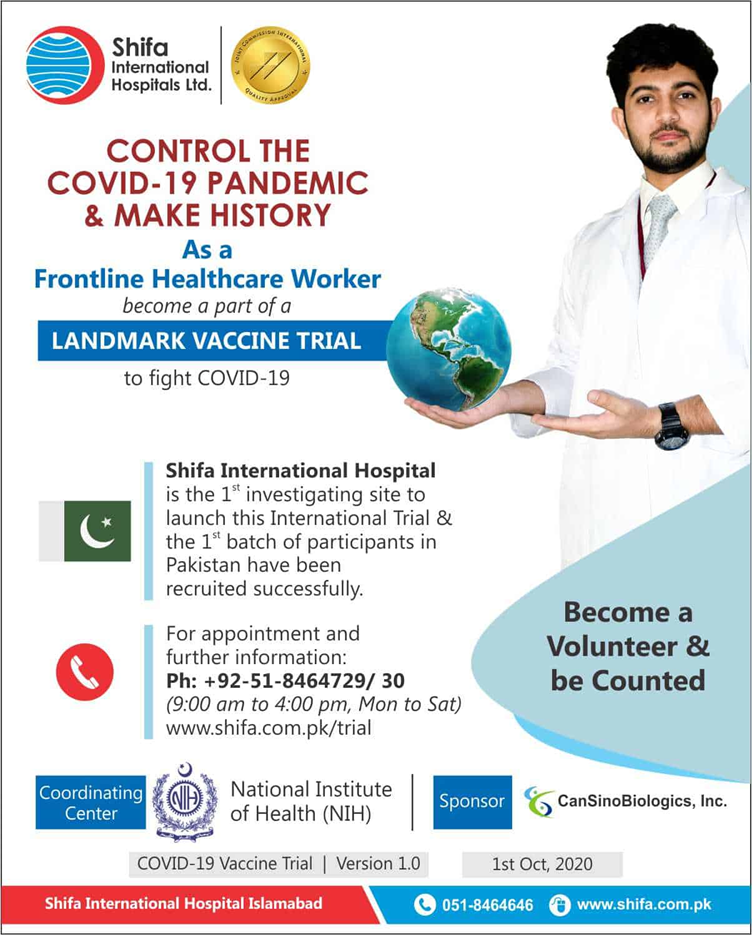 Shifa
International
Hospitals Ltd.
JOINT COMMISSION INTERNATIONAL
QUALITY APPROVAL
CONTROL THE
COVID-19 PANDEMIC
& MAKE HISTORY
As a
Frontline Healthcare Worker
become a part of a
LANDMARK VACCINE TRIAL
to fight COVID-19
Shifa International Hospital
is the 1st investigating site to
launch this International Trial &
the 1st batch of participants in
Pakistan have been
recruited successfully.
For appointment and
further information:
Ph: +92-51-8464729/ 30
(9:00 am to 4:00 pm, Mon to Sat)
www.shifa.com.pk/trial
Become a
Volunteer &
be Counted
Coordinating
Center
NIH
National Institute
of Health (NIH)
Sponsor
CanSinoBiologics, Inc.
COVID-19 Vaccine Trial | Version 1.0
1st Oct, 2020
Shifa International Hospital Islamabad
051-8464646
www.shifa.com.pk